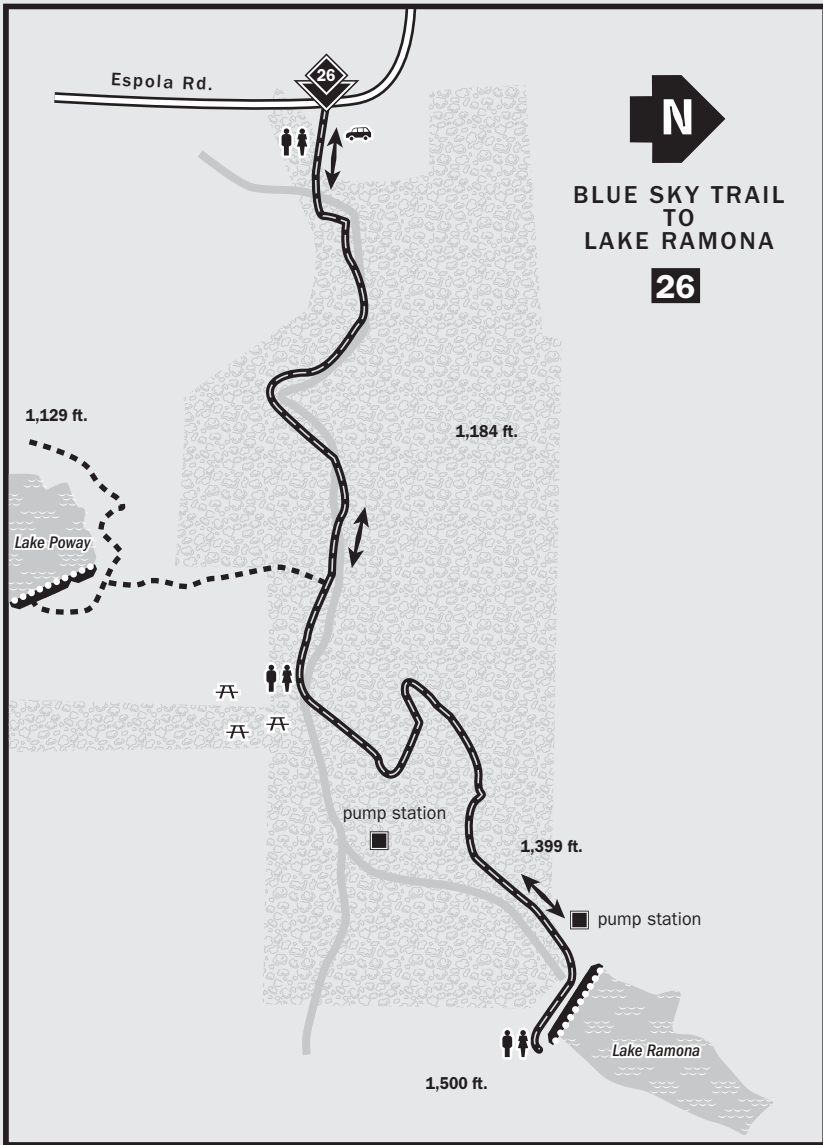 Espola Rd.
26
N
BLUE SKY TRAIL
TO
LAKE RAMONA
26
1,129 ft.
1,184 ft.
Lake Poway
pump station
1,399 ft.
pump station
Lake Ramona
1,500 ft.